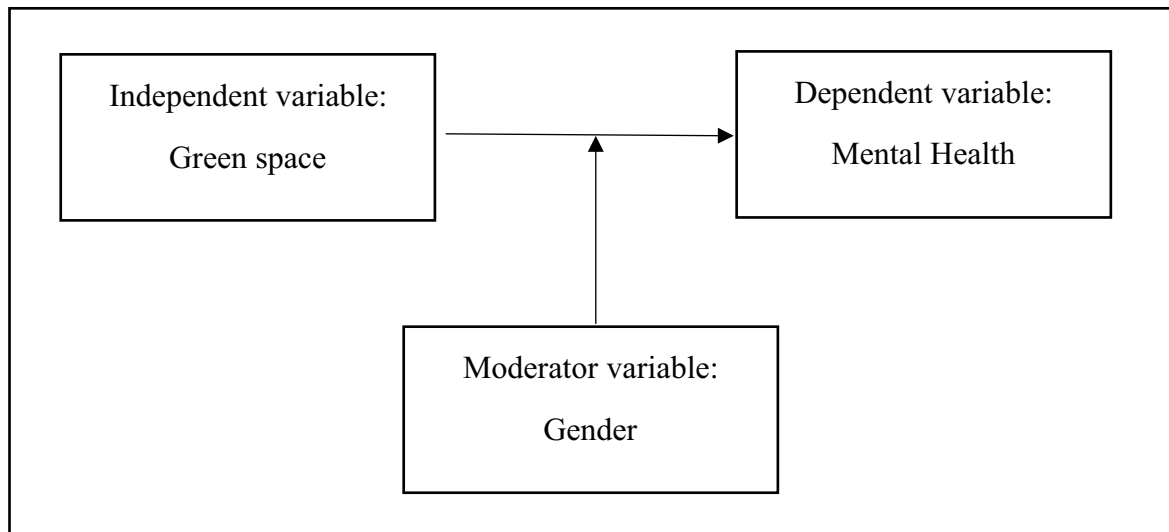 Independent variable:
Green space
Dependent variable:
Mental Health
Moderator variable:
Gender